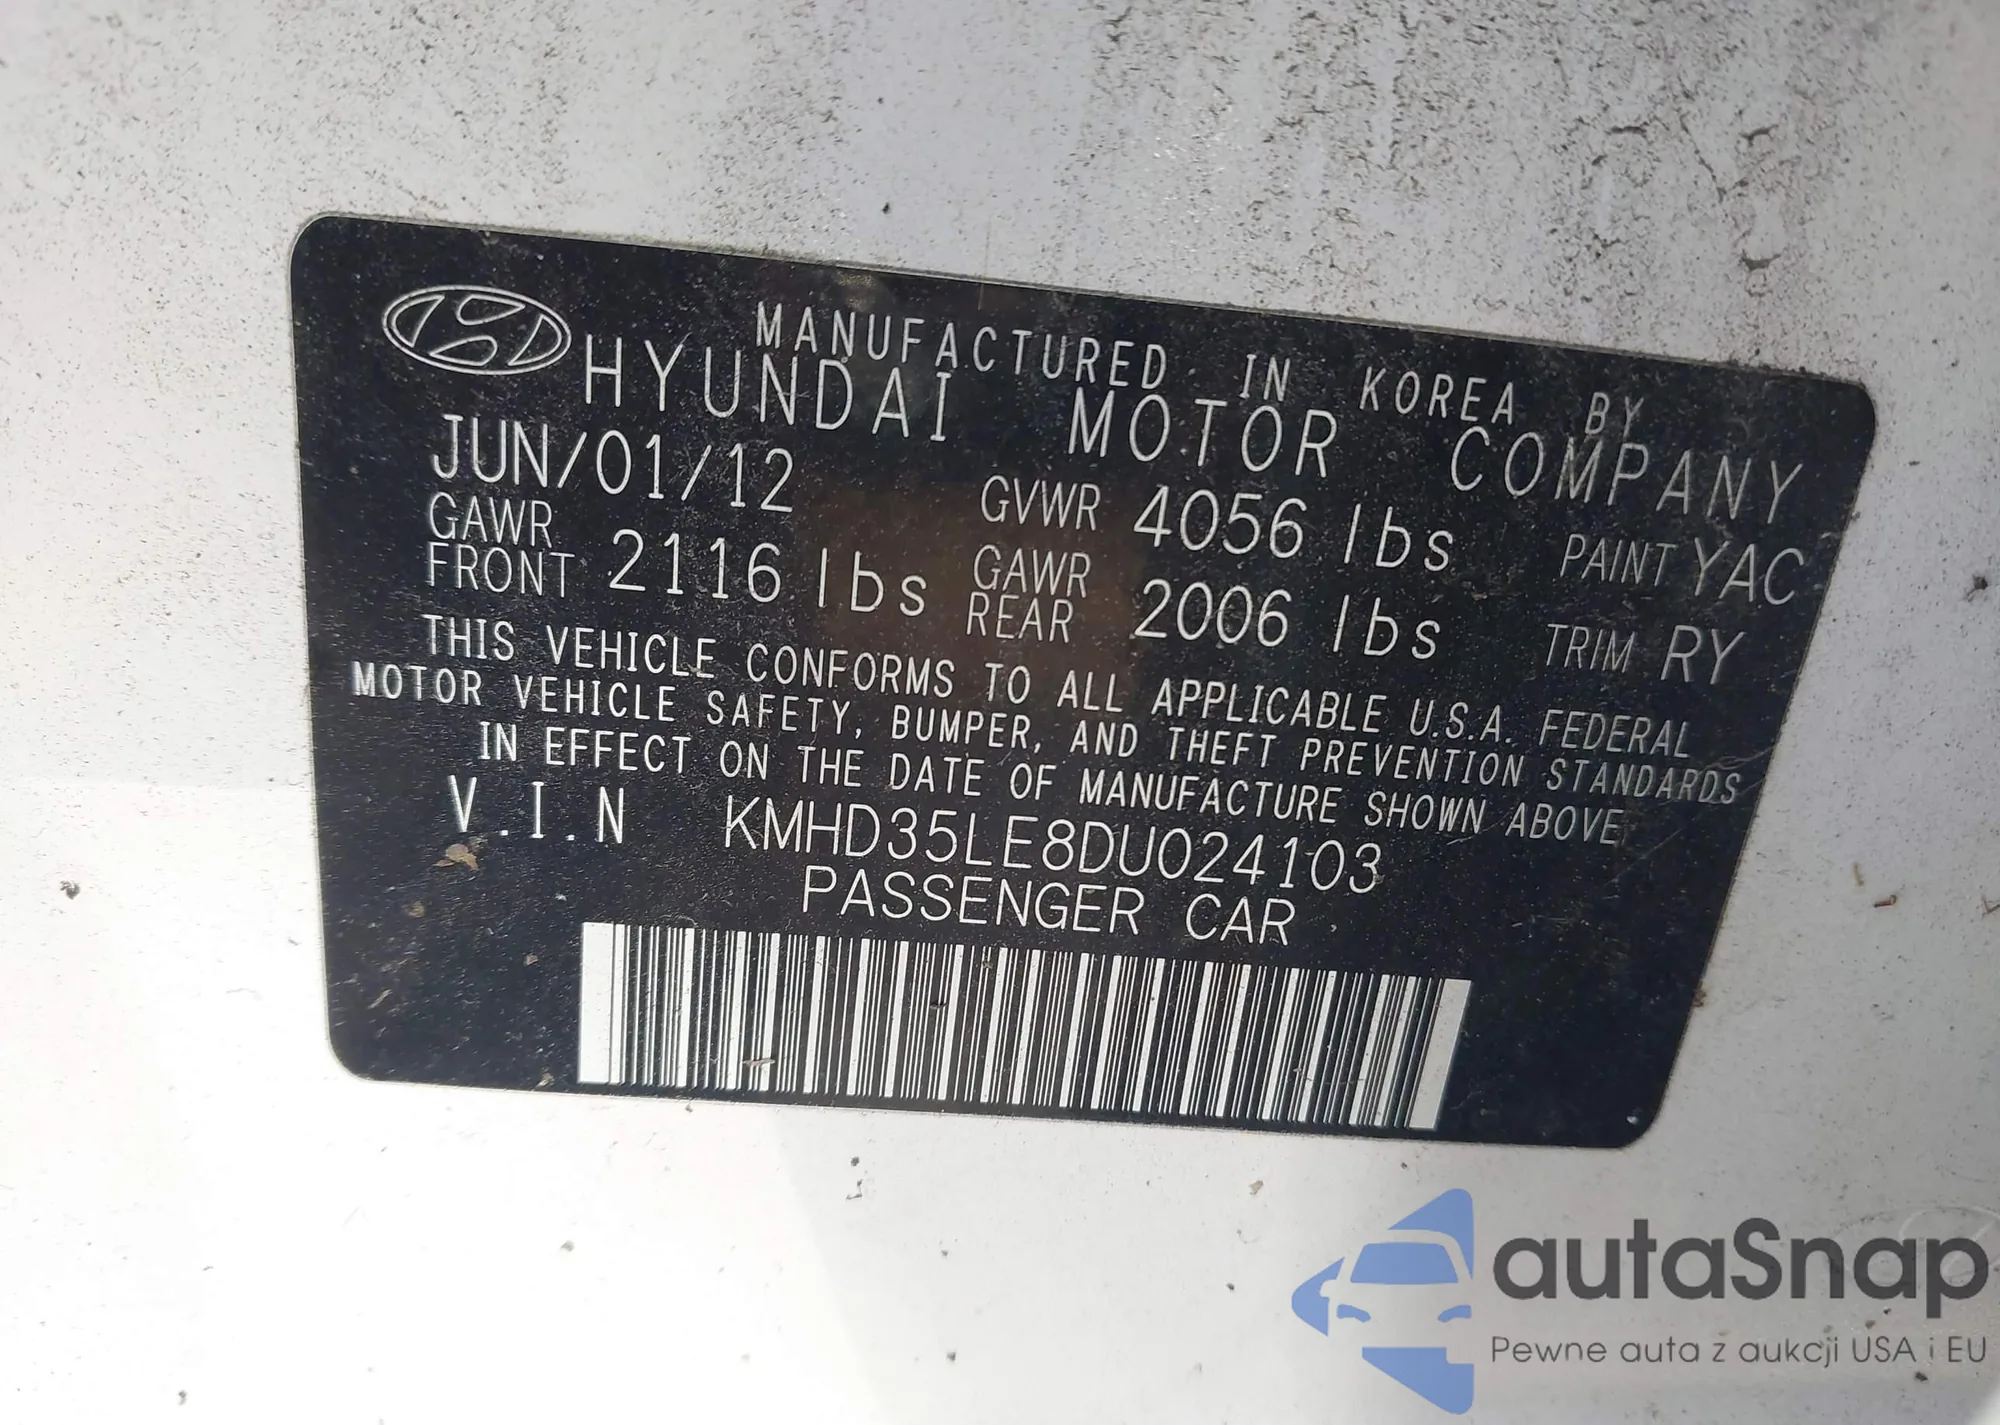 MANUFACTURED IN KOREA BY
HYUNDAI MOTOR COMPANY
JUN/01/12 GVWR 4056 lbs PAINT YAC
GAWR FRONT 2116 lbs GAWR REAR 2006 lbs TRIM RY
THIS VEHICLE CONFORMS TO ALL APPLICABLE U.S.A. FEDERAL
MOTOR VEHICLE SAFETY, BUMPER, AND THEFT PREVENTION STANDARDS
IN EFFECT ON THE DATE OF MANUFACTURE SHOWN ABOVE
V.I.N KMHD35LE8DU024103
PASSENGER CAR
autaSnap
Pewne auta z aukcji USA i EU